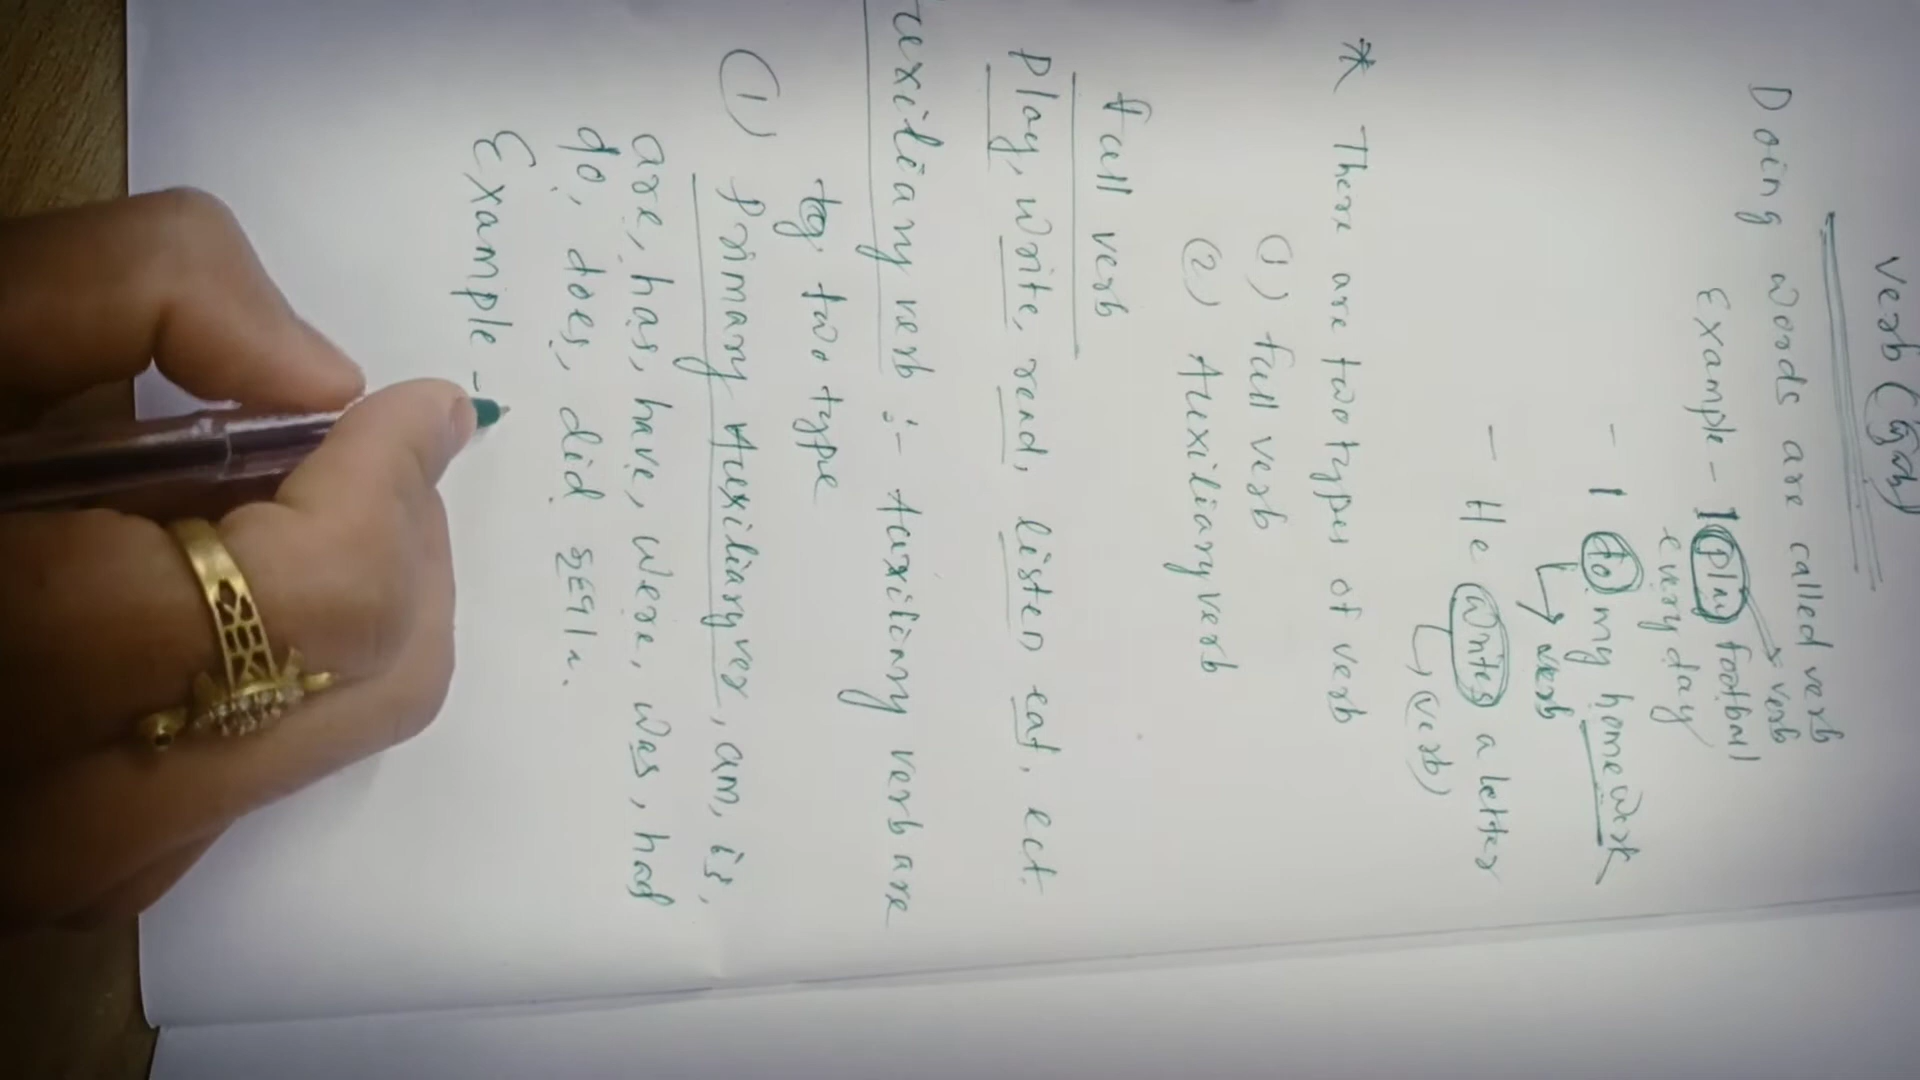 verb (
Doing words are called verb
Example - I play football
→ verb
every day
- I do my homework
→ verb
- He writes a letter
→ (verb)
* There are two types of verb
(1) full verb
(2) Auxiliary verb
full verb
Play, write, read, listen eat, ect.
uxiliary verb :- Auxiliary verb are
two type
(1) Primary Auxiliary ver, am, is,
are, has, have, were, was, had
do, does, did
Example -